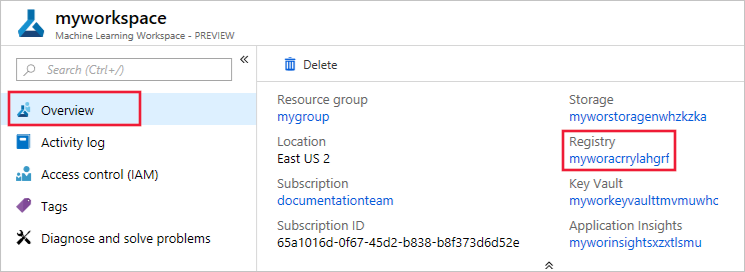 myworkspace
Machine Learning Workspace - PREVIEW
Search (Ctrl+/)
Overview
Activity log
Access control (IAM)
Tags
Diagnose and solve problems
Delete
Resource group
mygroup
Location
East US 2
Subscription
documentationteam
Subscription ID
65a1016d-0f67-45d2-b838-b8f373d6d52e
Storage
myworstoragenwhzkzka
Registry
myworacrrylahgrf
Key Vault
myworkeyvaulttmvmuwhc
Application Insights
myworinsightsxzxtlsmu